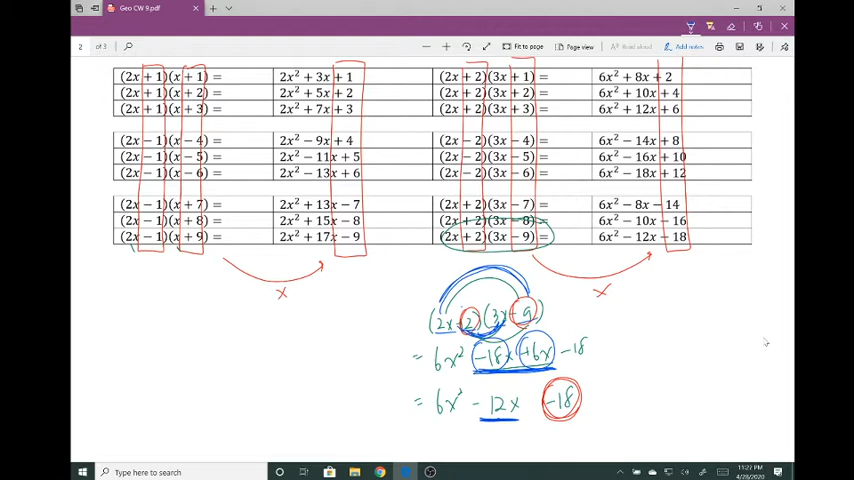 Geo CW 9.pdf
2 of 3
Fit to page
Page view
Read aloud
Add notes
(2x + 1)(x + 1) = 2x² + 3x + 1 (2x + 2)(3x + 1) = 6x² + 8x + 2
(2x + 1)(x + 2) = 2x² + 5x + 2 (2x + 2)(3x + 2) = 6x² + 10x + 4
(2x + 1)(x + 3) = 2x² + 7x + 3 (2x + 2)(3x + 3) = 6x² + 12x + 6
(2x − 1)(x − 4) = 2x² − 9x + 4 (2x − 2)(3x − 4) = 6x² − 14x + 8
(2x − 1)(x − 5) = 2x² − 11x + 5 (2x − 2)(3x − 5) = 6x² − 16x + 10
(2x − 1)(x − 6) = 2x² − 13x + 6 (2x − 2)(3x − 6) = 6x² − 18x + 12
(2x − 1)(x + 7) = 2x² + 13x − 7 (2x + 2)(3x − 7) = 6x² − 8x − 14
(2x − 1)(x + 8) = 2x² + 15x − 8 (2x + 2)(3x − 8) = 6x² − 10x − 16
(2x − 1)(x + 9) = 2x² + 17x − 9 (2x + 2)(3x − 9) = 6x² − 12x − 18
x x
(2x + 2)(3x − 9)
= 6x² −18x +6x −18
= 6x² − 12x −18
Type here to search
11:27 PM
4/28/2020